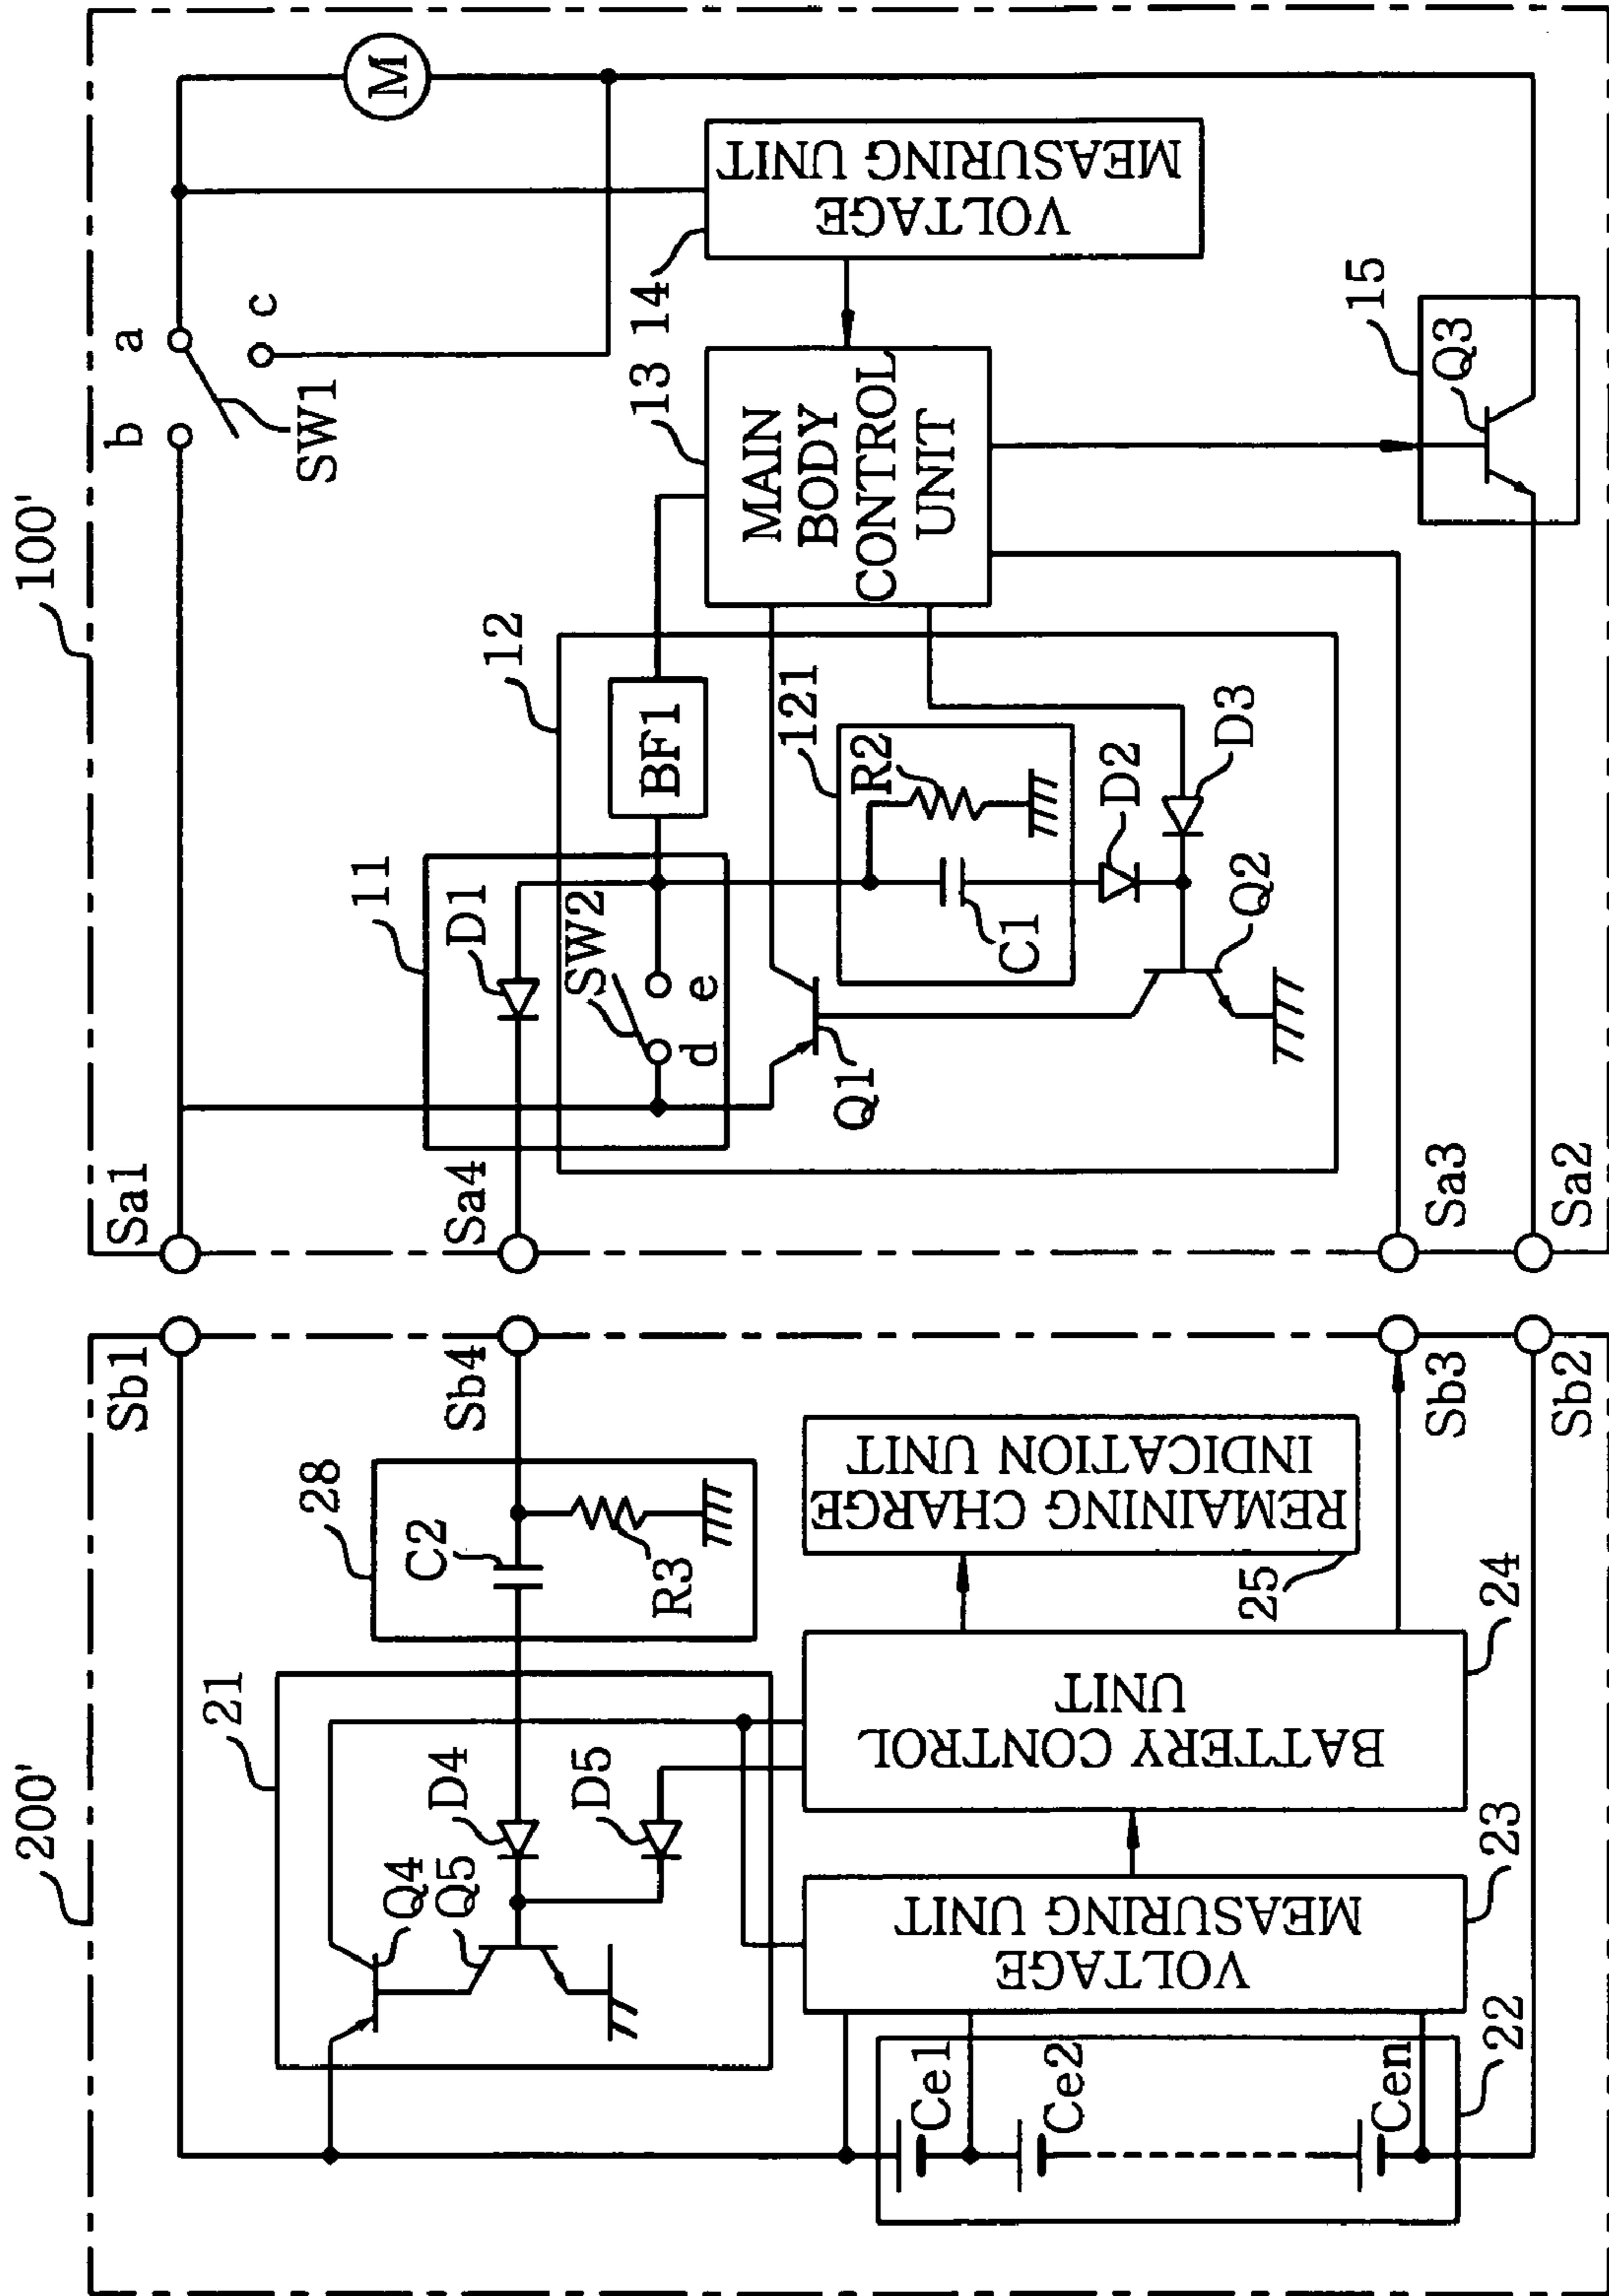 200'
100'
Sb1
Sa1
b
a
c
SW1
M
21
28
Sb4
Sa4
11
D1
12
SW2
d
e
BF1
13
14
Q4
Q5
D4
D5
C2
R3
Q1
121
R2
C1
D2
D3
Q2
MAIN
BODY
CONTROL
UNIT
VOLTAGE
MEASURING UNIT
Ce1
Ce2
Cen
22
VOLTAGE
MEASURING UNIT
23
BATTERY CONTROL
UNIT
24
25
REMAINING CHARGE
INDICATION UNIT
Sb3
Sa3
Sb2
Sa2
15
Q3